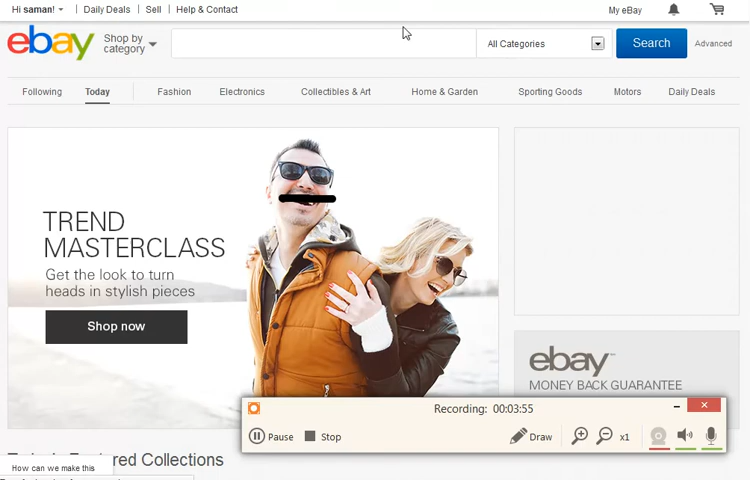 Hi saman! Daily Deals Sell Help & Contact My eBay
ebay Shop by category All Categories Search Advanced
Following Today Fashion Electronics Collectibles & Art Home & Garden Sporting Goods Motors Daily Deals
TREND
MASTERCLASS
Get the look to turn
heads in stylish pieces
Shop now
ebay
MONEY BACK GUARANTEE
Recording: 00:03:55
Pause Stop Draw x1
Featured Collections
How can we make this